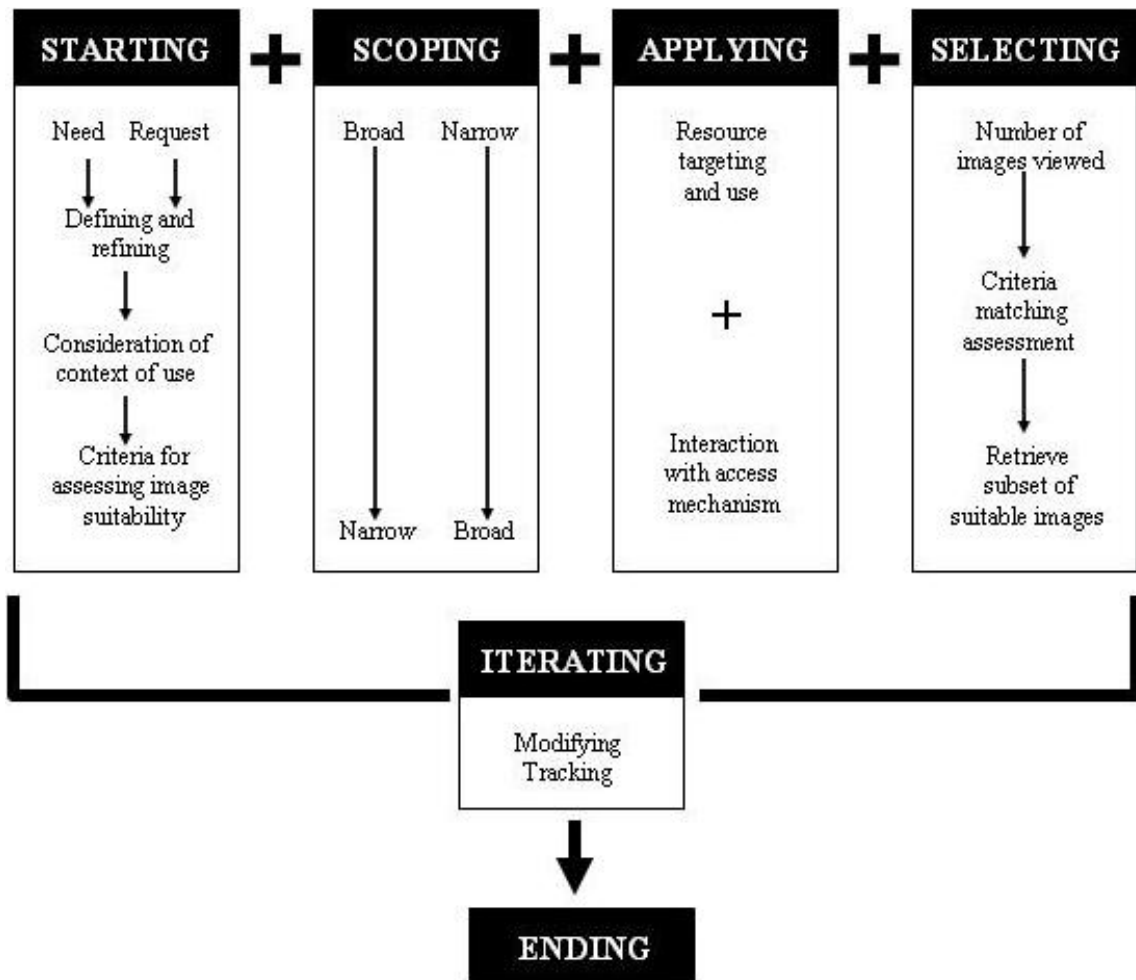 STARTING
+
SCOPING
+
APPLYING
+
SELECTING
Need Request
Defining and
refining
Consideration of
context of use
Criteria for
assessing image
suitability
Broad Narrow
Narrow Broad
Resource
targeting
and use
+
Interaction
with access
mechanism
Number of
images viewed
Criteria
matching
assessment
Retrieve
subset of
suitable images
ITERATING
Modifying
Tracking
ENDING